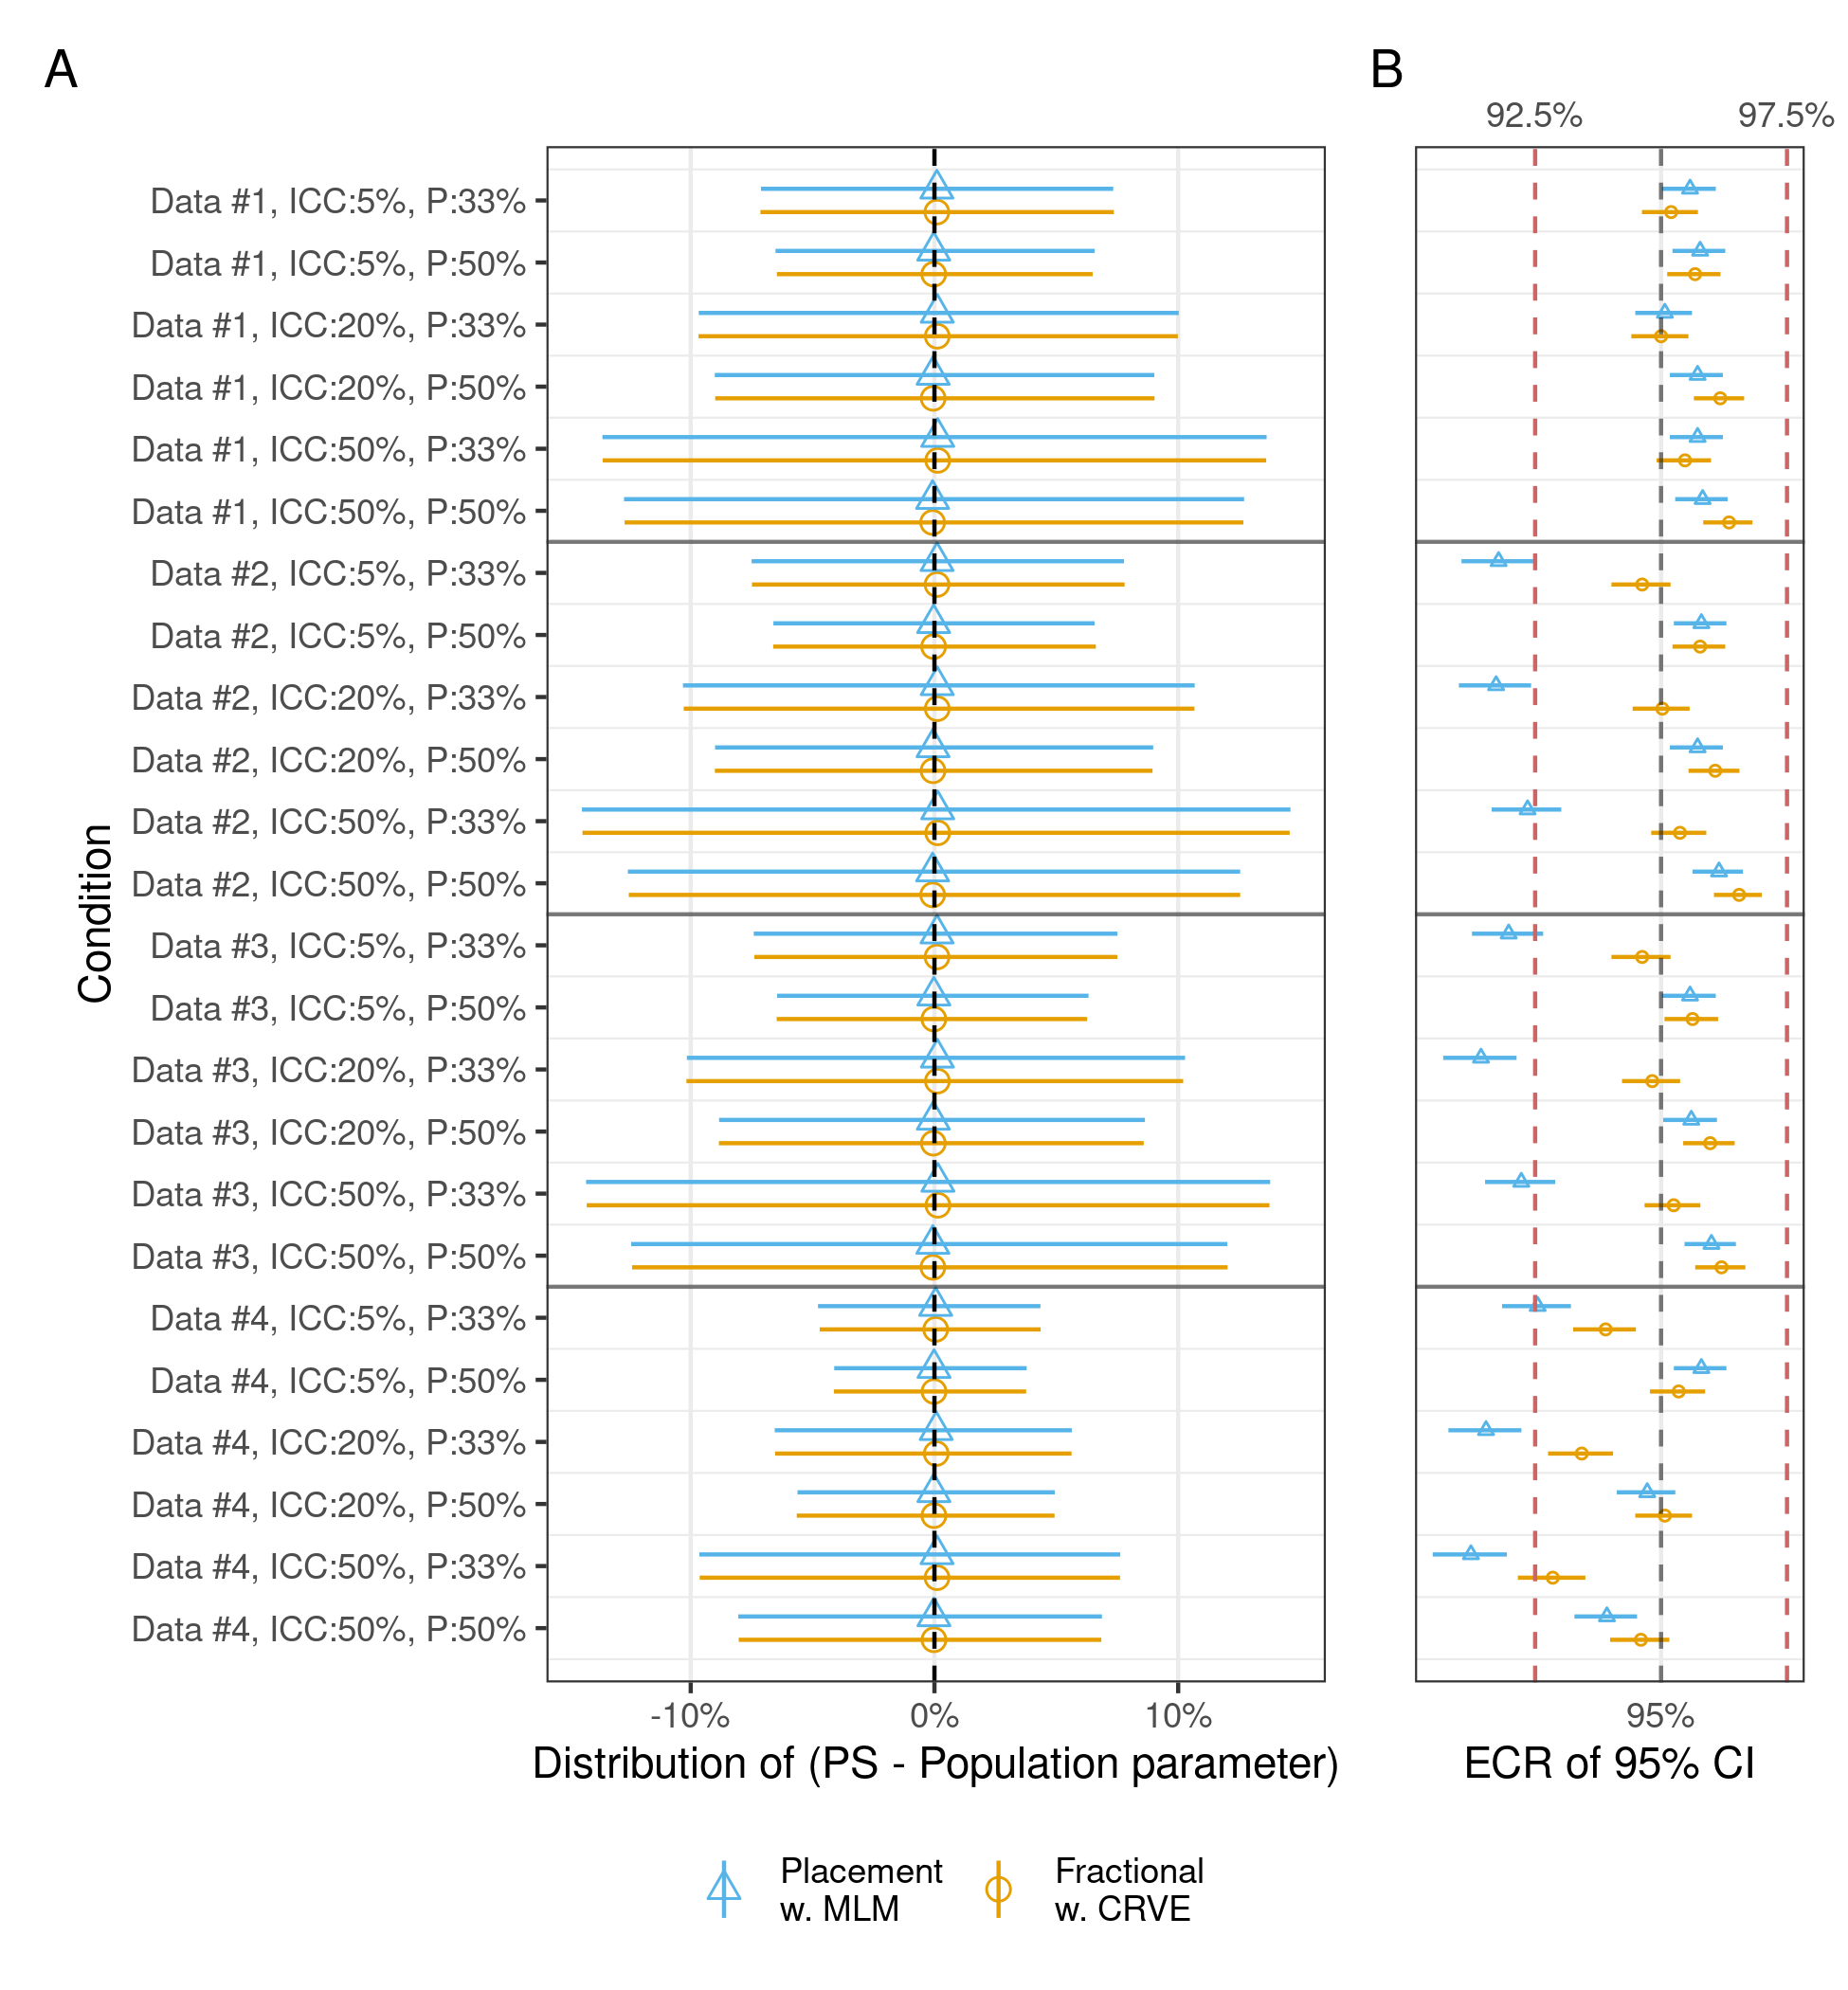 A
B
92.5%
97.5%
Data #1, ICC:5%, P:33%
Data #1, ICC:5%, P:50%
Data #1, ICC:20%, P:33%
Data #1, ICC:20%, P:50%
Data #1, ICC:50%, P:33%
Data #1, ICC:50%, P:50%
Data #2, ICC:5%, P:33%
Data #2, ICC:5%, P:50%
Data #2, ICC:20%, P:33%
Data #2, ICC:20%, P:50%
Data #2, ICC:50%, P:33%
Data #2, ICC:50%, P:50%
Data #3, ICC:5%, P:33%
Data #3, ICC:5%, P:50%
Data #3, ICC:20%, P:33%
Data #3, ICC:20%, P:50%
Data #3, ICC:50%, P:33%
Data #3, ICC:50%, P:50%
Data #4, ICC:5%, P:33%
Data #4, ICC:5%, P:50%
Data #4, ICC:20%, P:33%
Data #4, ICC:20%, P:50%
Data #4, ICC:50%, P:33%
Data #4, ICC:50%, P:50%
Condition
-10%
0%
10%
95%
Distribution of (PS - Population parameter)
ECR of 95% CI
Placement
w. MLM
Fractional
w. CRVE